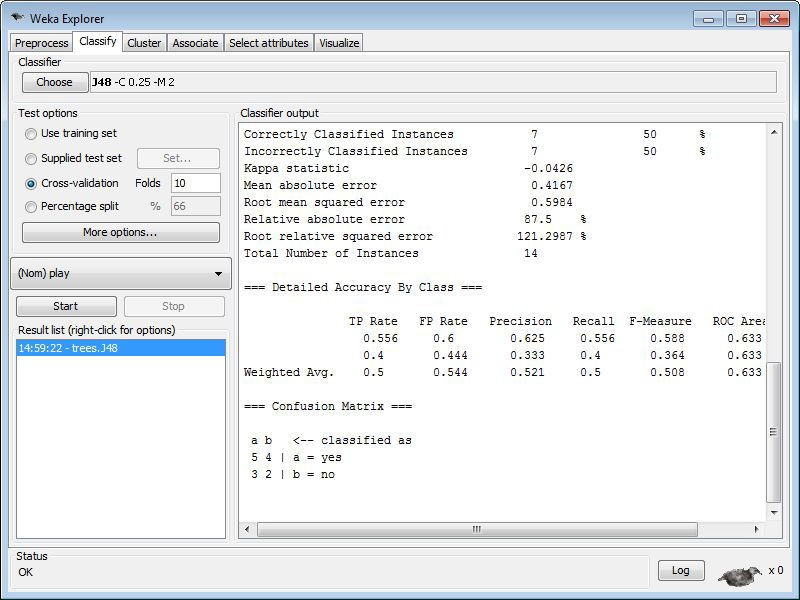 Weka Explorer
Preprocess Classify Cluster Associate Select attributes Visualize
Classifier
Choose J48 -C 0.25 -M 2
Test options
Use training set
Supplied test set Set...
Cross-validation Folds 10
Percentage split % 66
More options...
(Nom) play
Start Stop
Result list (right-click for options)
14:59:22 - trees.J48
Classifier output
Correctly Classified Instances 7 50 %
Incorrectly Classified Instances 7 50 %
Kappa statistic -0.0426
Mean absolute error 0.4167
Root mean squared error 0.5984
Relative absolute error 87.5 %
Root relative squared error 121.2987 %
Total Number of Instances 14
=== Detailed Accuracy By Class ===
TP Rate FP Rate Precision Recall F-Measure ROC Area
0.556 0.6 0.625 0.556 0.588 0.633
0.4 0.444 0.333 0.4 0.364 0.633
Weighted Avg. 0.5 0.544 0.521 0.5 0.508 0.633
=== Confusion Matrix ===
a b <-- classified as
5 4 | a = yes
3 2 | b = no
Status
OK
Log x 0